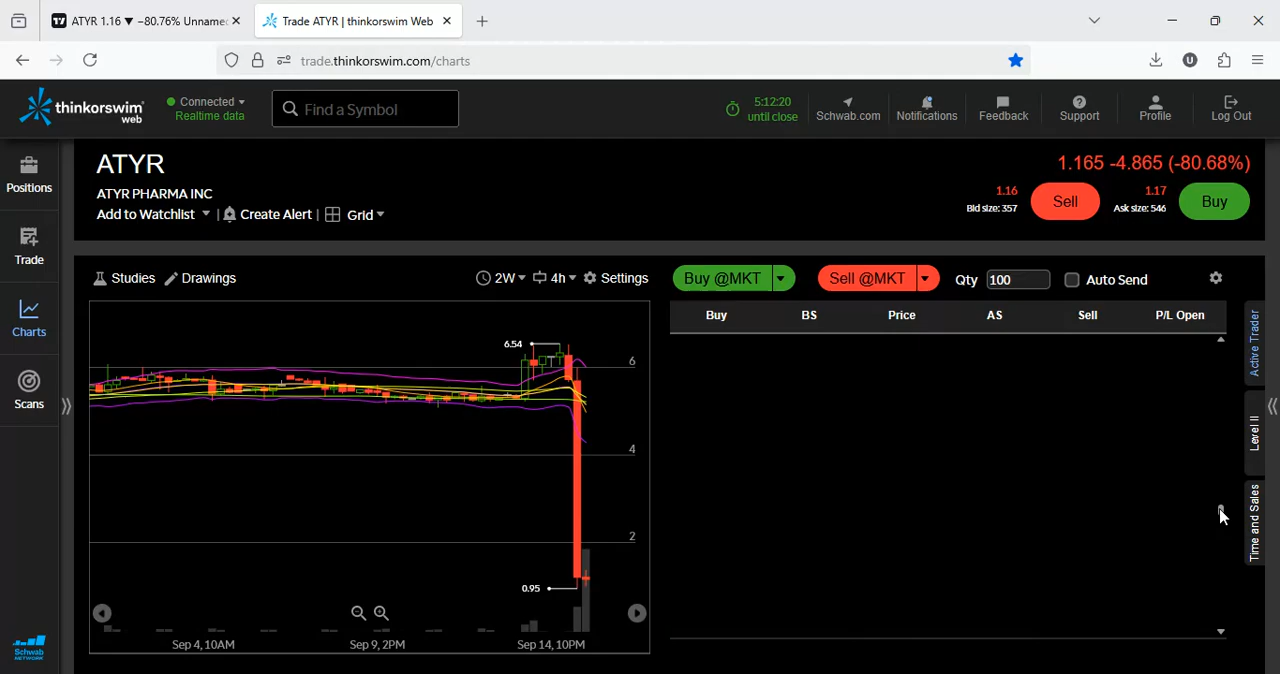 ATYR 1.16 ▼ −80.76% Unname
Trade ATYR | thinkorswim Web
trade.thinkorswim.com/charts
thinkorswim
web
Connected
Realtime data
Find a Symbol
5:12:20
until close
Schwab.com
Notifications
Feedback
Support
Profile
Log Out
Positions
Trade
Charts
Scans
Schwab
NETWORK
ATYR
ATYR PHARMA INC
Add to Watchlist | Create Alert | Grid
1.165 -4.865 (-80.68%)
1.16
Bid size: 357
Sell
1.17
Ask size: 546
Buy
Studies Drawings
2W 4h Settings
Buy @MKT Sell @MKT Qty 100 Auto Send
Buy BS Price AS Sell P/L Open
6.54
6
4
2
0.95
Sep 4, 10AM Sep 9, 2PM Sep 14, 10PM
Active Trader
Level II
Time and Sales